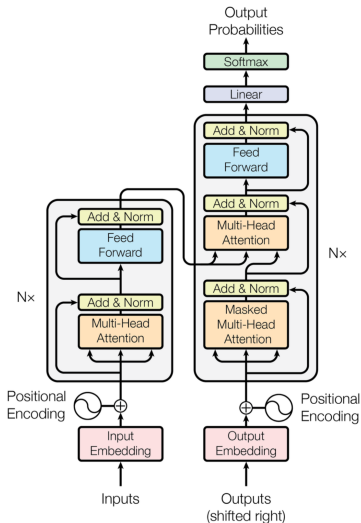 Output
Probabilities
Softmax
Linear
Add & Norm
Feed
Forward
Add & Norm
Multi-Head
Attention
Add & Norm
Masked
Multi-Head
Attention
N×
Positional
Encoding
Output
Embedding
Outputs
(shifted right)
Add & Norm
Feed
Forward
Add & Norm
Multi-Head
Attention
N×
Positional
Encoding
Input
Embedding
Inputs